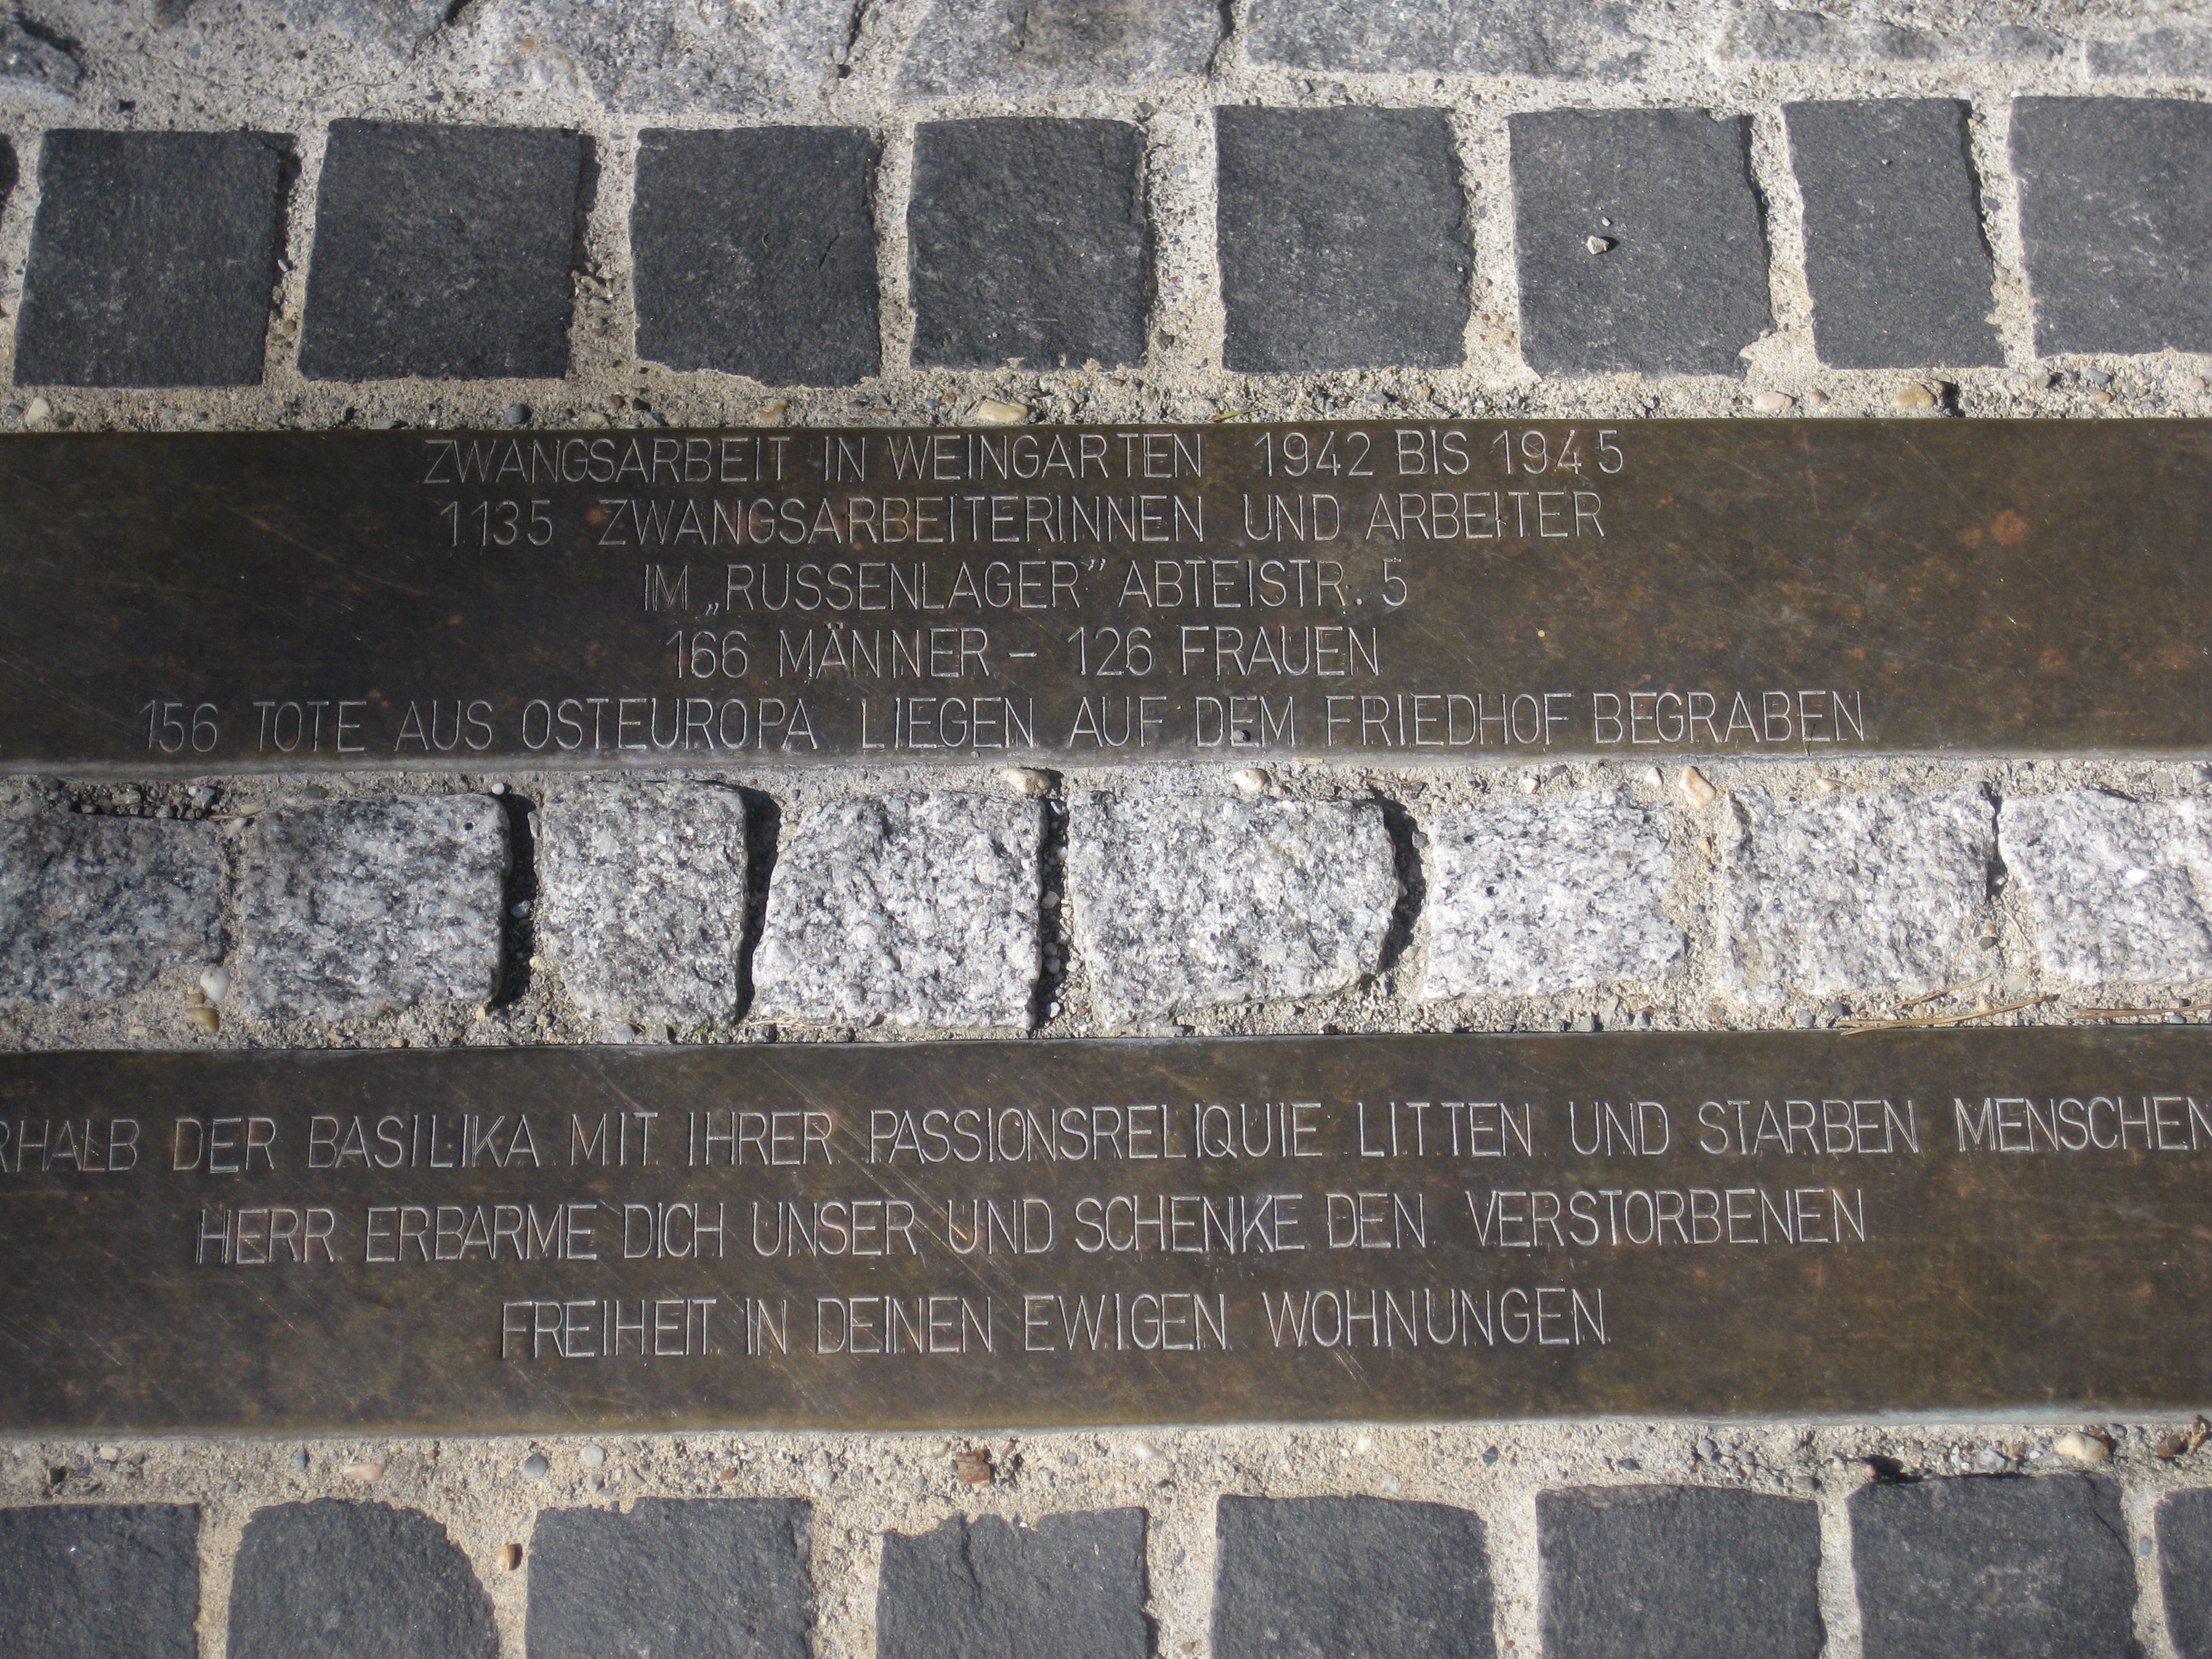 ZWANGSARBEIT IN WEINGARTEN 1942 BIS 1945
1135 ZWANGSARBEITERINNEN UND ARBEITER
IM „RUSSENLAGER” ABTEISTR. 5
166 MÄNNER – 126 FRAUEN
156 TOTE AUS OSTEUROPA LIEGEN AUF DEM FRIEDHOF BEGRABEN
RHALB DER BASILIKA MIT IHRER PASSIONSRELIQUIE LITTEN UND STARBEN MENSCHEN
HERR ERBARME DICH UNSER UND SCHENKE DEN VERSTORBENEN
FREIHEIT IN DEINEN EWIGEN WOHNUNGEN